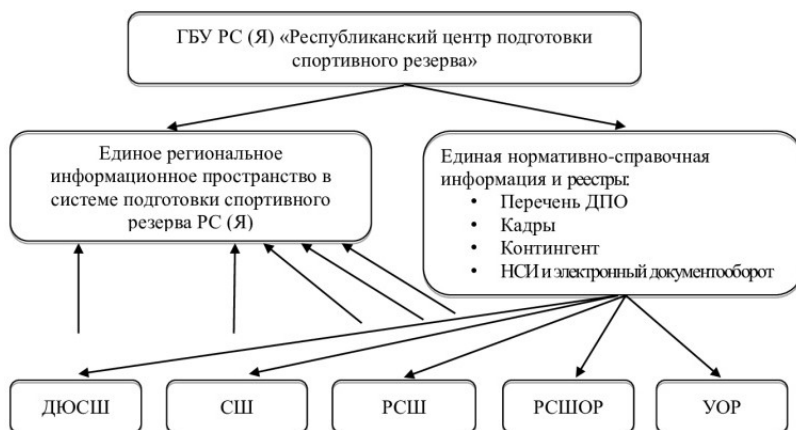 ГБУ РС (Я) «Республиканский центр подготовки
спортивного резерва»
Единое региональное
информационное пространство в
системе подготовки спортивного
резерва РС (Я)
Единая нормативно-справочная
информация и реестры:
• Перечень ДПО
• Кадры
• Контингент
• НСИ и электронный документооборот
ДЮСШ
СШ
РСШ
РСШОР
УОР